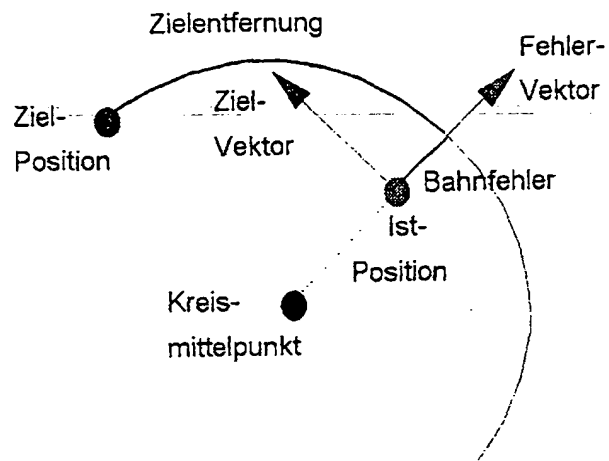 Zielentfernung
Fehler-
Vektor
Ziel-
Position
Ziel-
Vektor
Bahnfehler
Ist-
Position
Kreis-
mittelpunkt